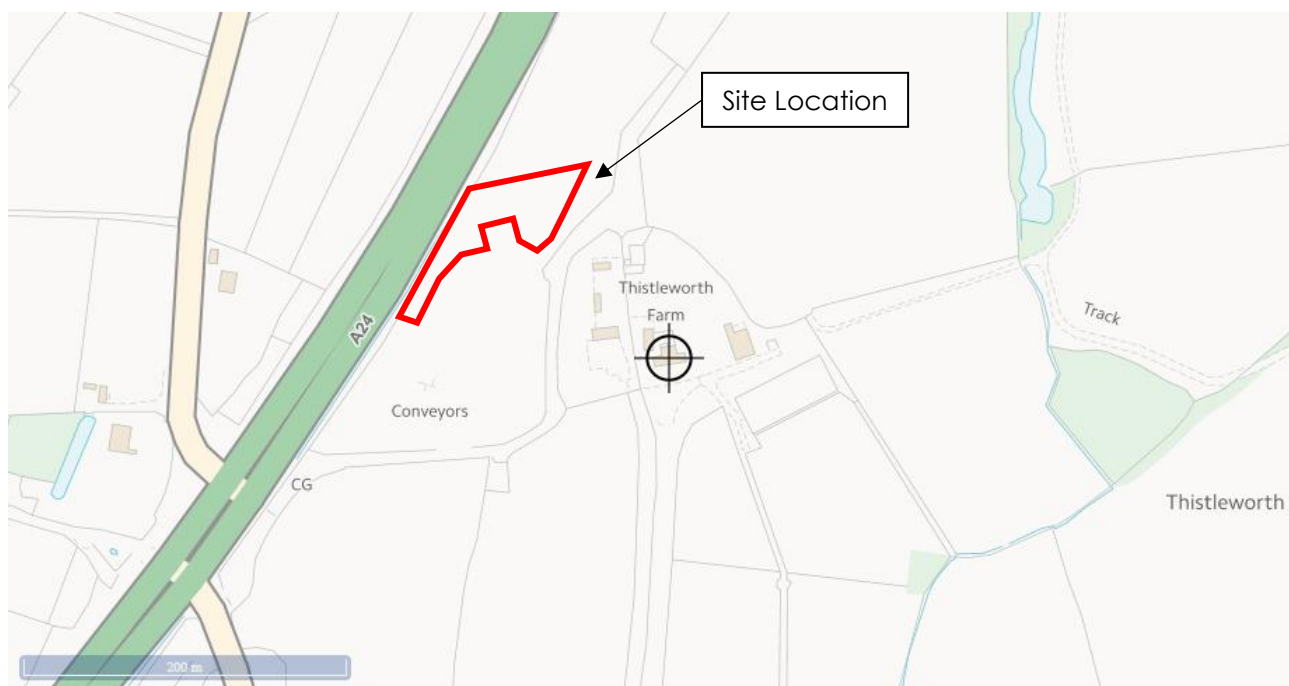 Site Location
Thistleworth
Farm
A24
Track
Conveyors
CG
Thistleworth
200 m